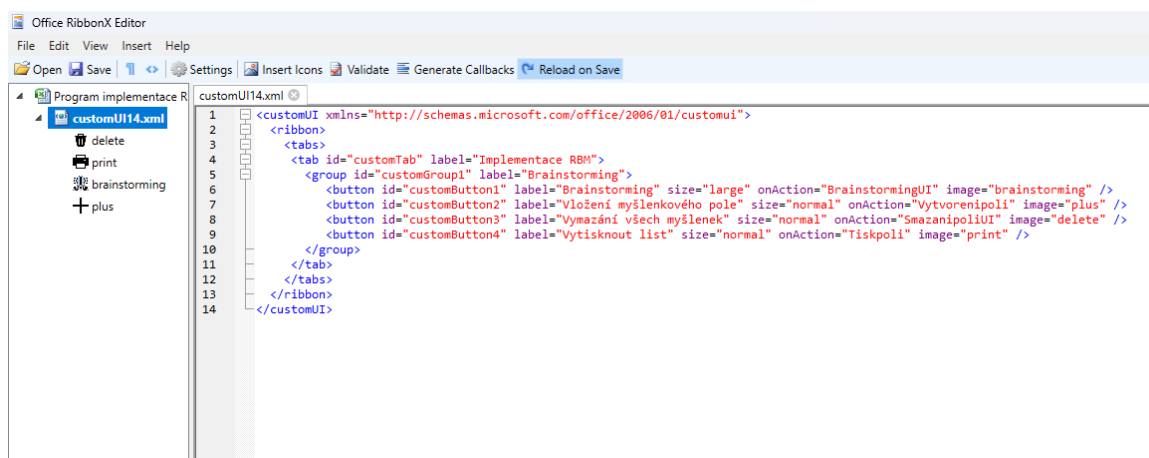 Office RibbonX Editor
File Edit View Insert Help
Open Save Settings Insert Icons Validate Generate Callbacks Reload on Save
Program implementace R
customUI14.xml
delete
print
brainstorming
plus
customUI14.xml
1 <customUI xmlns="http://schemas.microsoft.com/office/2006/01/customui">
2 <ribbon>
3 <tabs>
4 <tab id="customTab" label="Implementace RBM">
5 <group id="customGroup1" label="Brainstorming">
6 <button id="customButton1" label="Brainstorming" size="large" onAction="BrainstormingUI" image="brainstorming" />
7 <button id="customButton2" label="Vložení myšlenkového pole" size="normal" onAction="Vytvorenipoli" image="plus" />
8 <button id="customButton3" label="Vymazání všech myšlenek" size="normal" onAction="SmazanipoliUI" image="delete" />
9 <button id="customButton4" label="Vytisknout list" size="normal" onAction="Tiskpoli" image="print" />
10 </group>
11 </tab>
12 </tabs>
13 </ribbon>
14 </customUI>